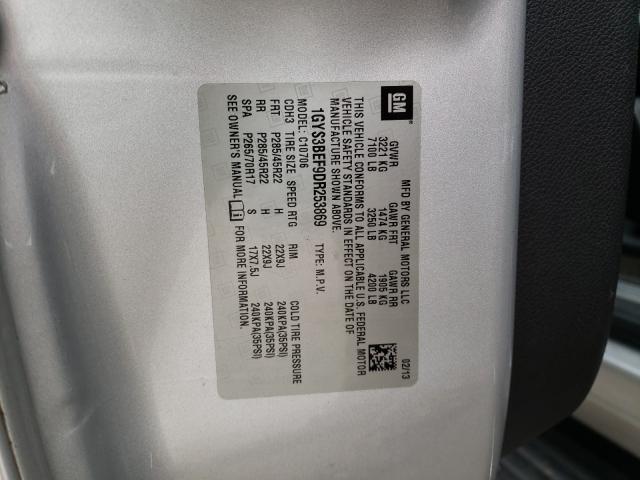 GM
MFD BY GENERAL MOTORS LLC 02/13
GVWR GAWR FRT GAWR RR
3221 KG 1474 KG 1905 KG
7100 LB 3250 LB 4200 LB
THIS VEHICLE CONFORMS TO ALL APPLICABLE U.S. FEDERAL MOTOR
VEHICLE SAFETY STANDARDS IN EFFECT ON THE DATE OF
MANUFACTURE SHOWN ABOVE.
1GYS3BEF9DR253869 TYPE: M.P.V.
MODEL: C10706
CDH3 TIRE SIZE SPEED RTG RIM COLD TIRE PRESSURE
FRT P285/45R22 H 22X9J 240KPA(35PSI)
RR P285/45R22 H 22X9J 240KPA(35PSI)
SPA P265/70R17 S 17X7.5J 240KPA(35PSI)
SEE OWNER'S MANUAL FOR MORE INFORMATION.